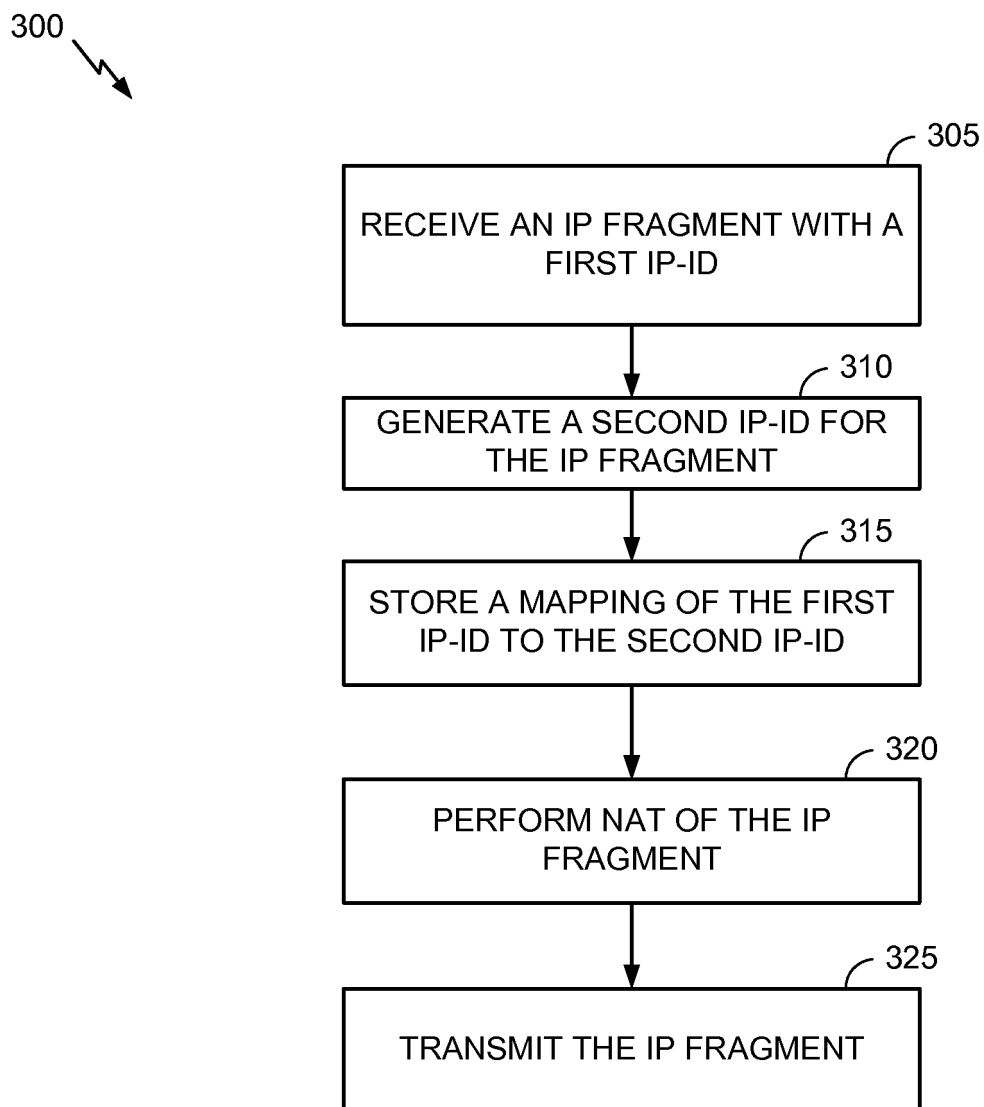 300
305
RECEIVE AN IP FRAGMENT WITH A
FIRST IP-ID
310
GENERATE A SECOND IP-ID FOR
THE IP FRAGMENT
315
STORE A MAPPING OF THE FIRST
IP-ID TO THE SECOND IP-ID
320
PERFORM NAT OF THE IP
FRAGMENT
325
TRANSMIT THE IP FRAGMENT